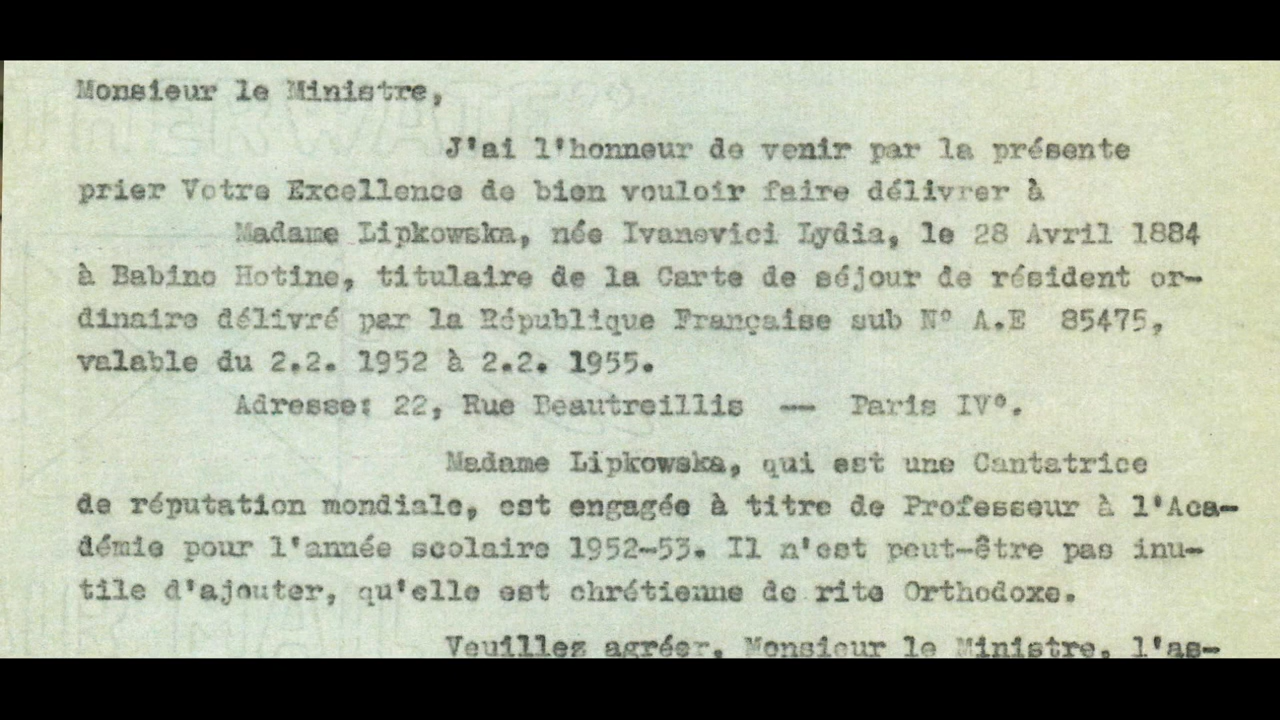 Monsieur le Ministre,
J'ai l'honneur de venir par la présente
prier Votre Excellence de bien vouloir faire délivrer à
Madame Lipkowska, née Ivanovici Lydia, le 28 Avril 1884
à Babino Hotine, titulaire de la Carte de séjour de résident or-
dinaire délivré par la République Française sub N° A.E 85475,
valable du 2.2. 1952 à 2.2. 1955.
Adresse: 22, Rue Beautreillis -- Paris IV°.
Madame Lipkowska, qui est une Cantatrice
de réputation mondiale, est engagée à titre de Professeur à l'Aca-
démie pour l'année scolaire 1952-53. Il n'est peut-être pas inu-
tile d'ajouter, qu'elle est chrétienne de rite Orthodoxe.
Veuillez agréer, Monsieur le Ministre, l'as-